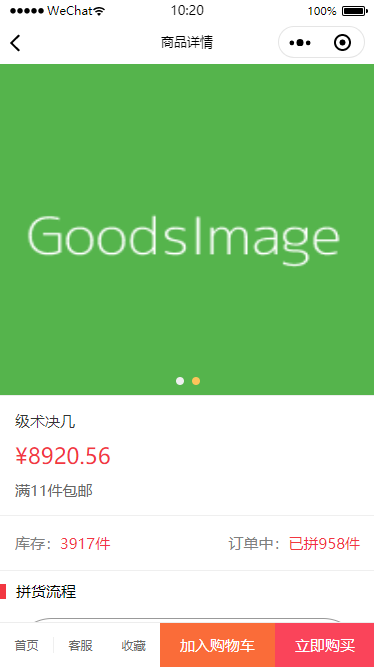 WeChat 10:20 100%
商品详情
GoodsImage
级术决几
¥8920.56
满11件包邮
库存：3917件 订单中：已拼958件
拼货流程
首页 客服 收藏 加入购物车 立即购买